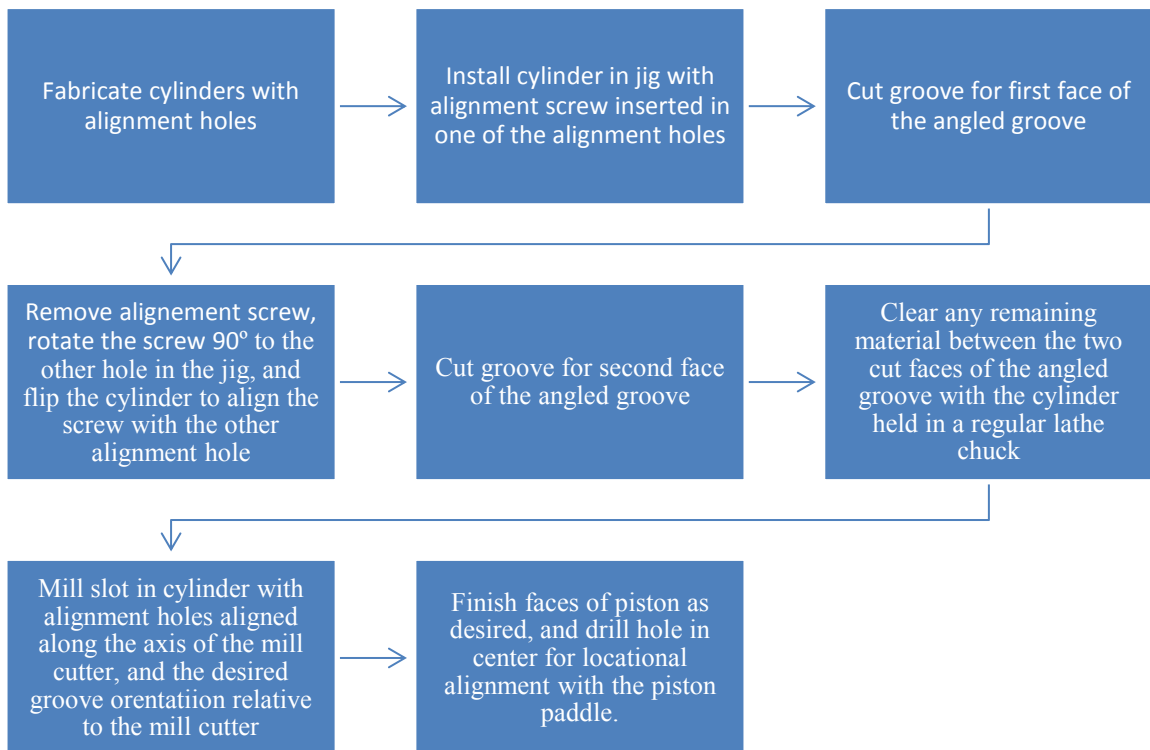 Fabricate cylinders with
alignment holes
Install cylinder in jig with
alignment screw inserted in
one of the alignment holes
Cut groove for first face of
the angled groove
Remove alignement screw,
rotate the screw 90º to the
other hole in the jig, and
flip the cylinder to align the
screw with the other
alignment hole
Cut groove for second face
of the angled groove
Clear any remaining
material between the two
cut faces of the angled
groove with the cylinder
held in a regular lathe
chuck
Mill slot in cylinder with
alignment holes aligned
along the axis of the mill
cutter, and the desired
groove orentatiion relative
to the mill cutter
Finish faces of piston as
desired, and drill hole in
center for locational
alignment with the piston
paddle.